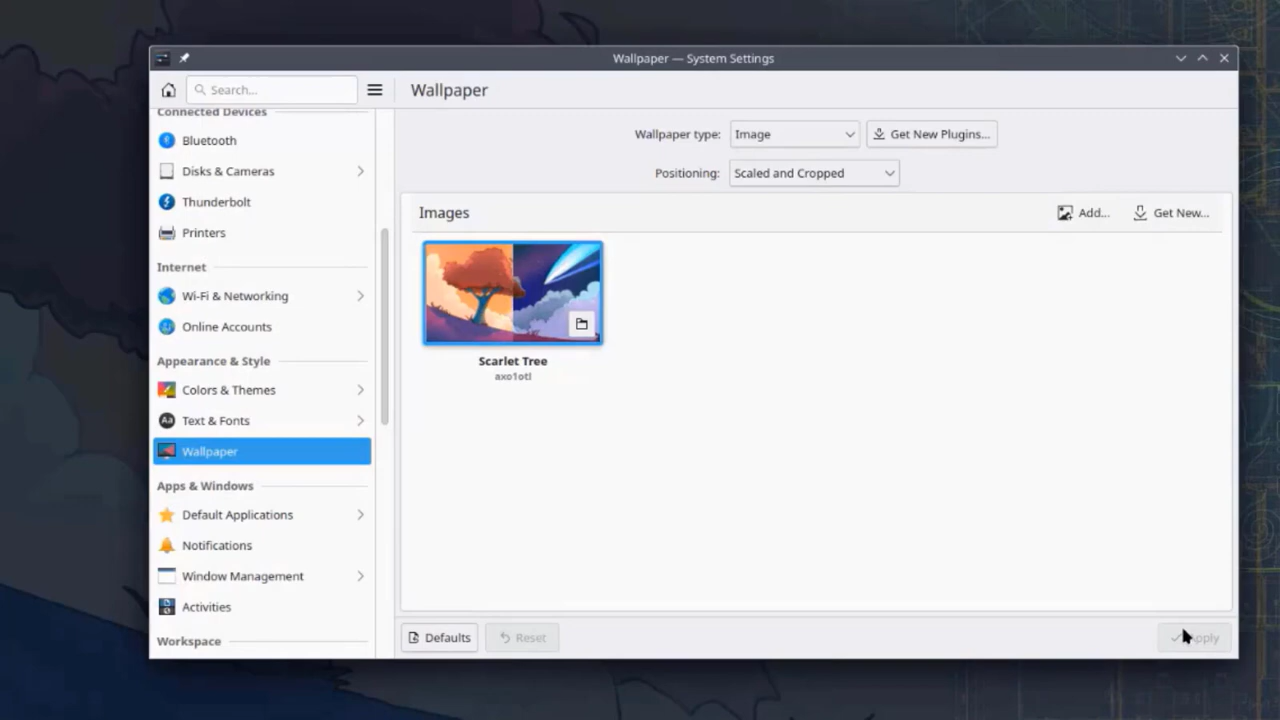 Wallpaper — System Settings
Search...
Wallpaper
Connected Devices
Bluetooth
Disks & Cameras
Thunderbolt
Printers
Internet
Wi-Fi & Networking
Online Accounts
Appearance & Style
Colors & Themes
Aa Text & Fonts
Wallpaper
Apps & Windows
Default Applications
Notifications
Window Management
Activities
Workspace
Wallpaper type: Image Get New Plugins...
Positioning: Scaled and Cropped
Images Add... Get New...
Scarlet Tree
axo1otl
Defaults Reset Apply